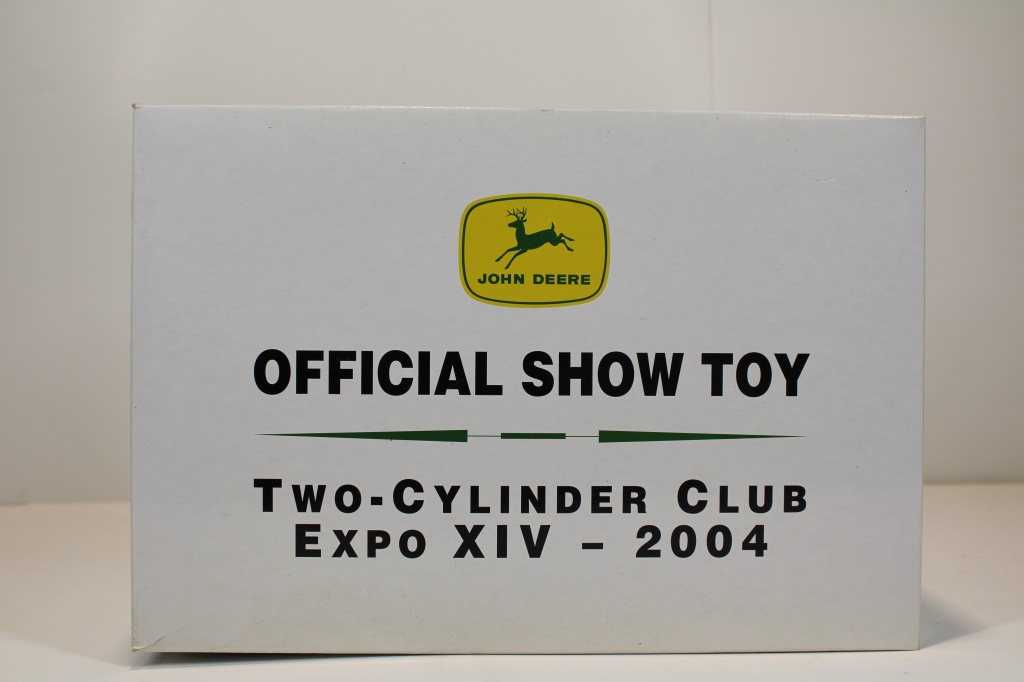 JOHN DEERE
OFFICIAL SHOW TOY
TWO-CYLINDER CLUB
EXPO XIV – 2004